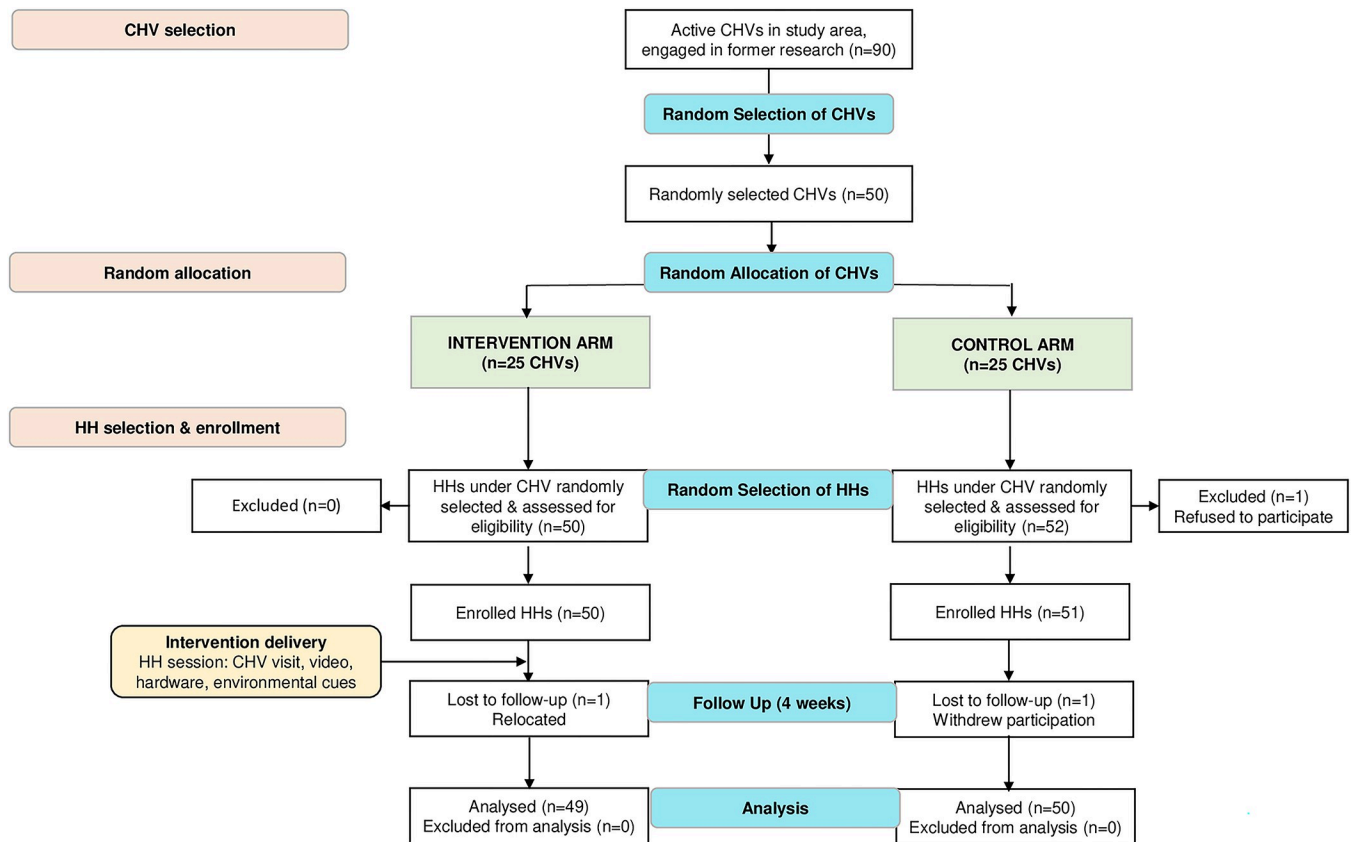 CHV selection
Active CHVs in study area,
engaged in former research (n=90)
Random Selection of CHVs
Randomly selected CHVs (n=50)
Random allocation
Random Allocation of CHVs
INTERVENTION ARM
(n=25 CHVs)
CONTROL ARM
(n=25 CHVs)
HH selection & enrollment
Excluded (n=0)
HHs under CHV randomly
selected & assessed for
eligibility (n=50)
Random Selection of HHs
HHs under CHV randomly
selected & assessed for
eligibility (n=52)
Excluded (n=1)
Refused to participate
Enrolled HHs (n=50)
Enrolled HHs (n=51)
Intervention delivery
HH session: CHV visit, video,
hardware, environmental cues
Lost to follow-up (n=1)
Relocated
Follow Up (4 weeks)
Lost to follow-up (n=1)
Withdrew participation
Analysed (n=49)
Excluded from analysis (n=0)
Analysis
Analysed (n=50)
Excluded from analysis (n=0)